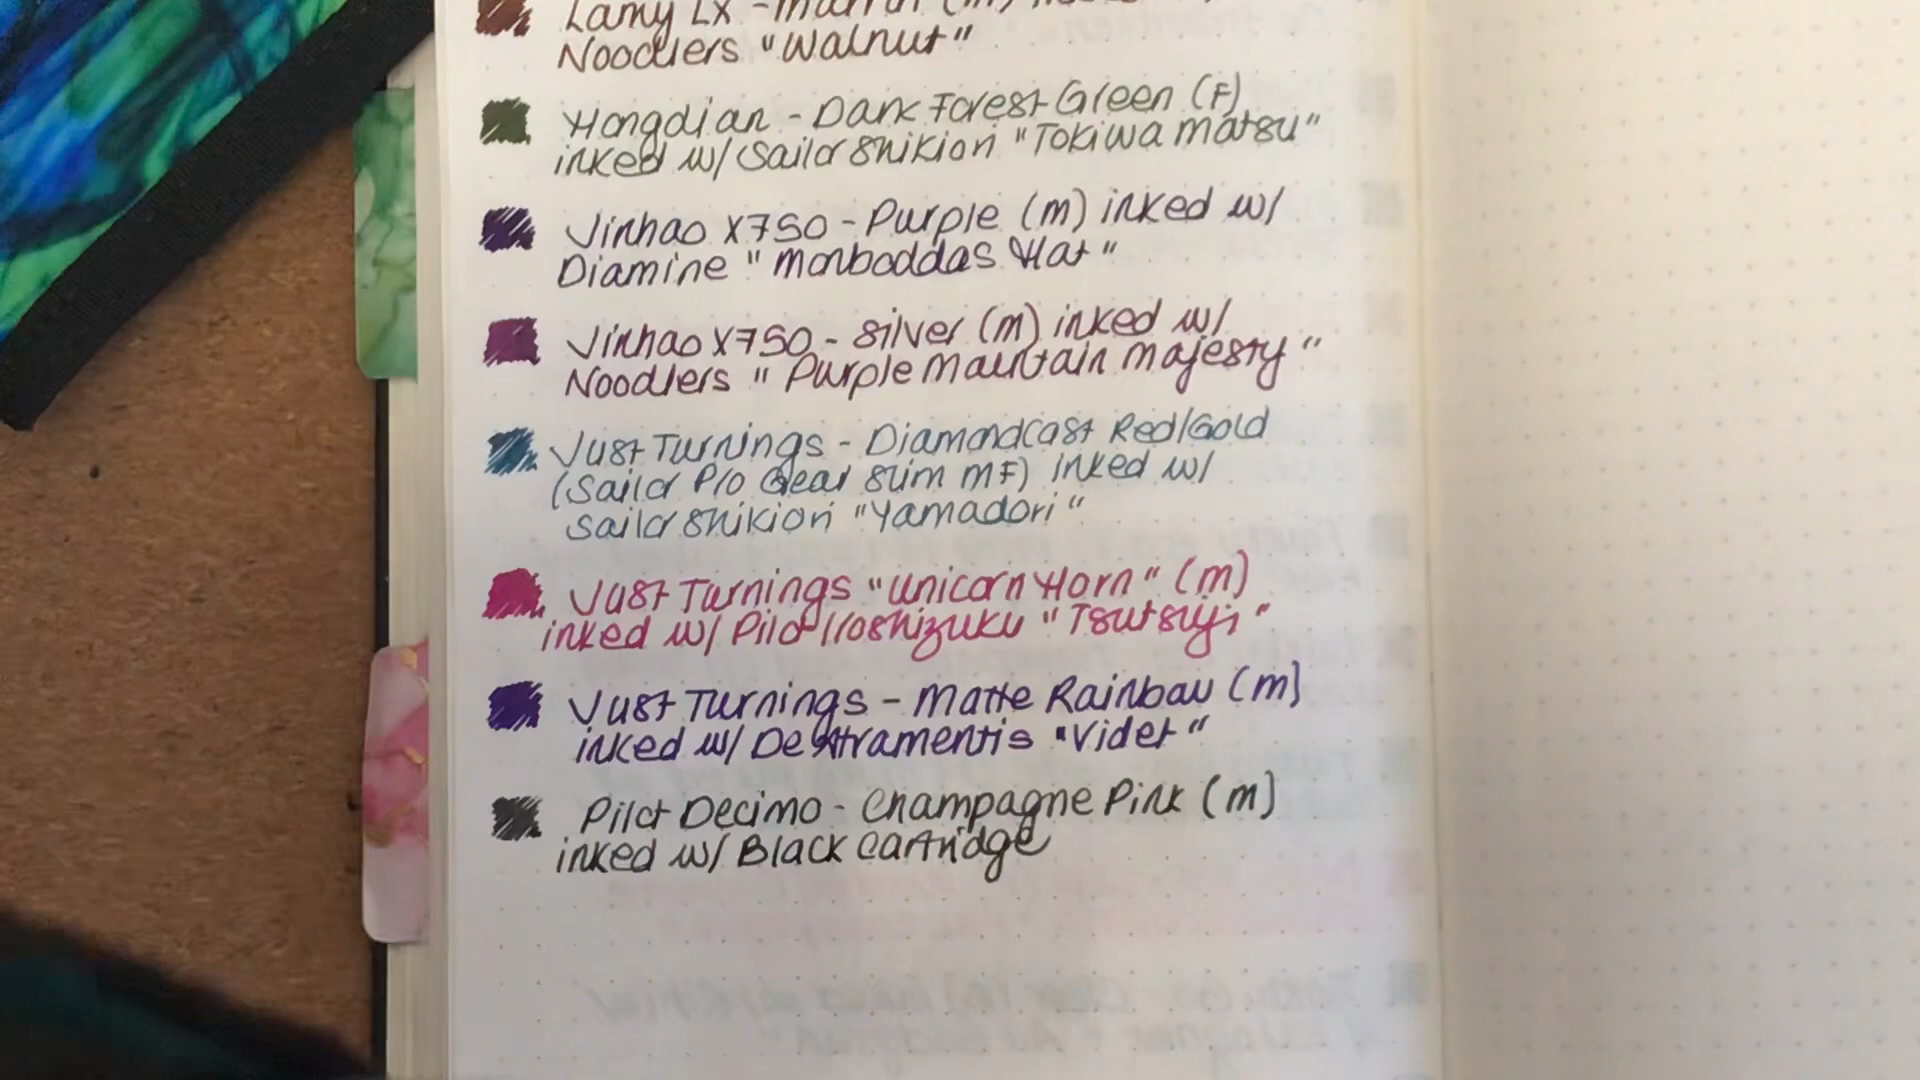 Lamy LX -
Noodlers "Walnut"
Hongdian - Dark Forest Green (F)
inked w/ Sailor Shikiori "Tokiwa matsu"
Jinhao X750 - Purple (m) inked w/
Diamine "monboddos Hat"
Jinhao X750 - Silver (m) inked w/
Noodlers "Purple mountain majesty"
Just Turnings - Diamondcast Red/Gold
(Sailor Pro Gear Slim MF) inked w/
Sailor Shikiori "Yamadori"
Just Turnings "Unicorn Horn" (m)
inked w/ Pilot Iroshizuku "Tsutsuji"
Just Turnings - matte Rainbow (m)
inked w/ De Atramentis "Violet"
Pilot Decimo - Champagne Pink (m)
inked w/ Black cartridge